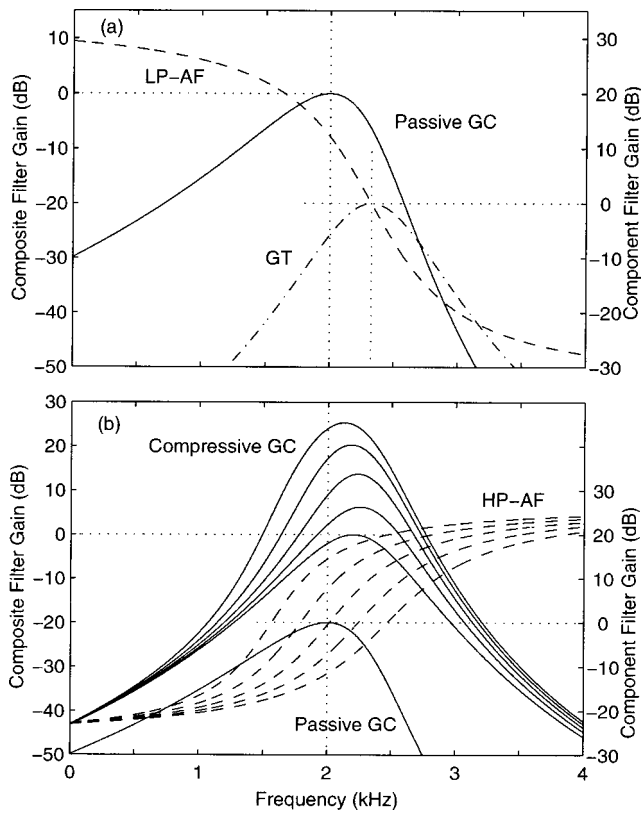 (a)
LP–AF
Passive GC
GT
10
0
−10
−20
−30
−40
−50
Composite Filter Gain (dB)
30
20
10
0
−10
−20
−30
Component Filter Gain (dB)
(b)
Compressive GC
HP–AF
Passive GC
30
20
10
0
−10
−20
−30
−40
−50
Composite Filter Gain (dB)
20
10
0
−10
−20
−30
Component Filter Gain (dB)
0
1
2
3
4
Frequency (kHz)